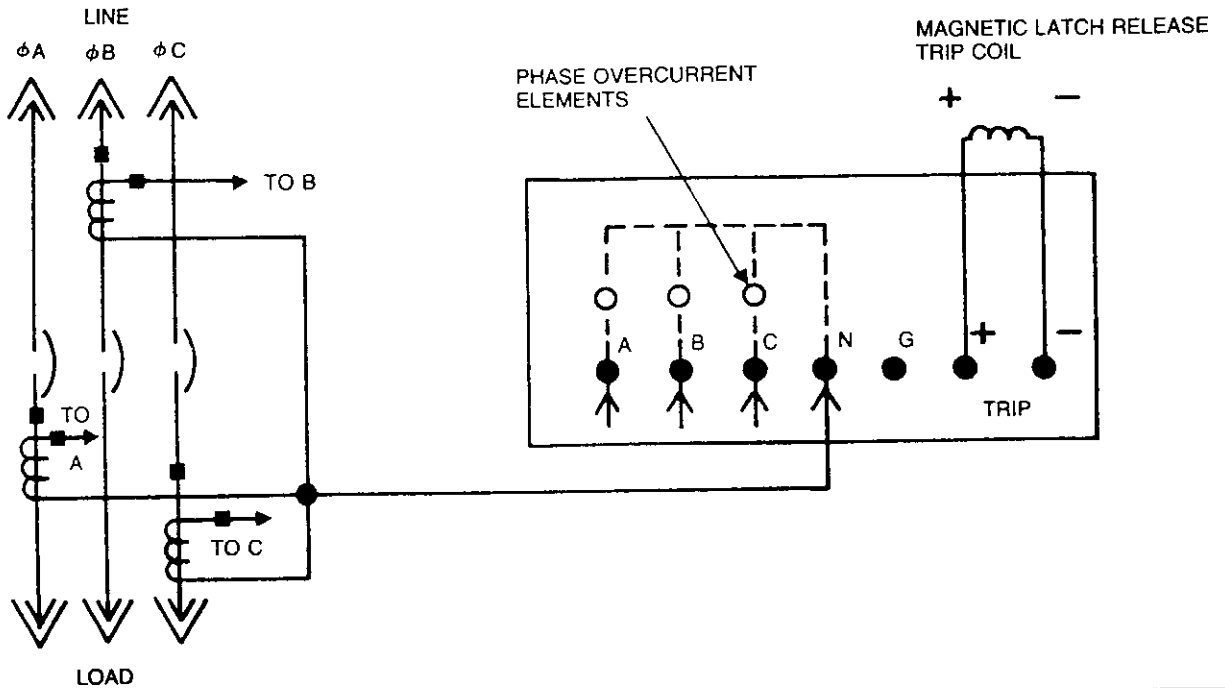 LINE
ϕA ϕB ϕC
MAGNETIC LATCH RELEASE
TRIP COIL
PHASE OVERCURRENT
ELEMENTS
+ −
TO B
A B C N G + −
TRIP
TO
A
TO C
LOAD